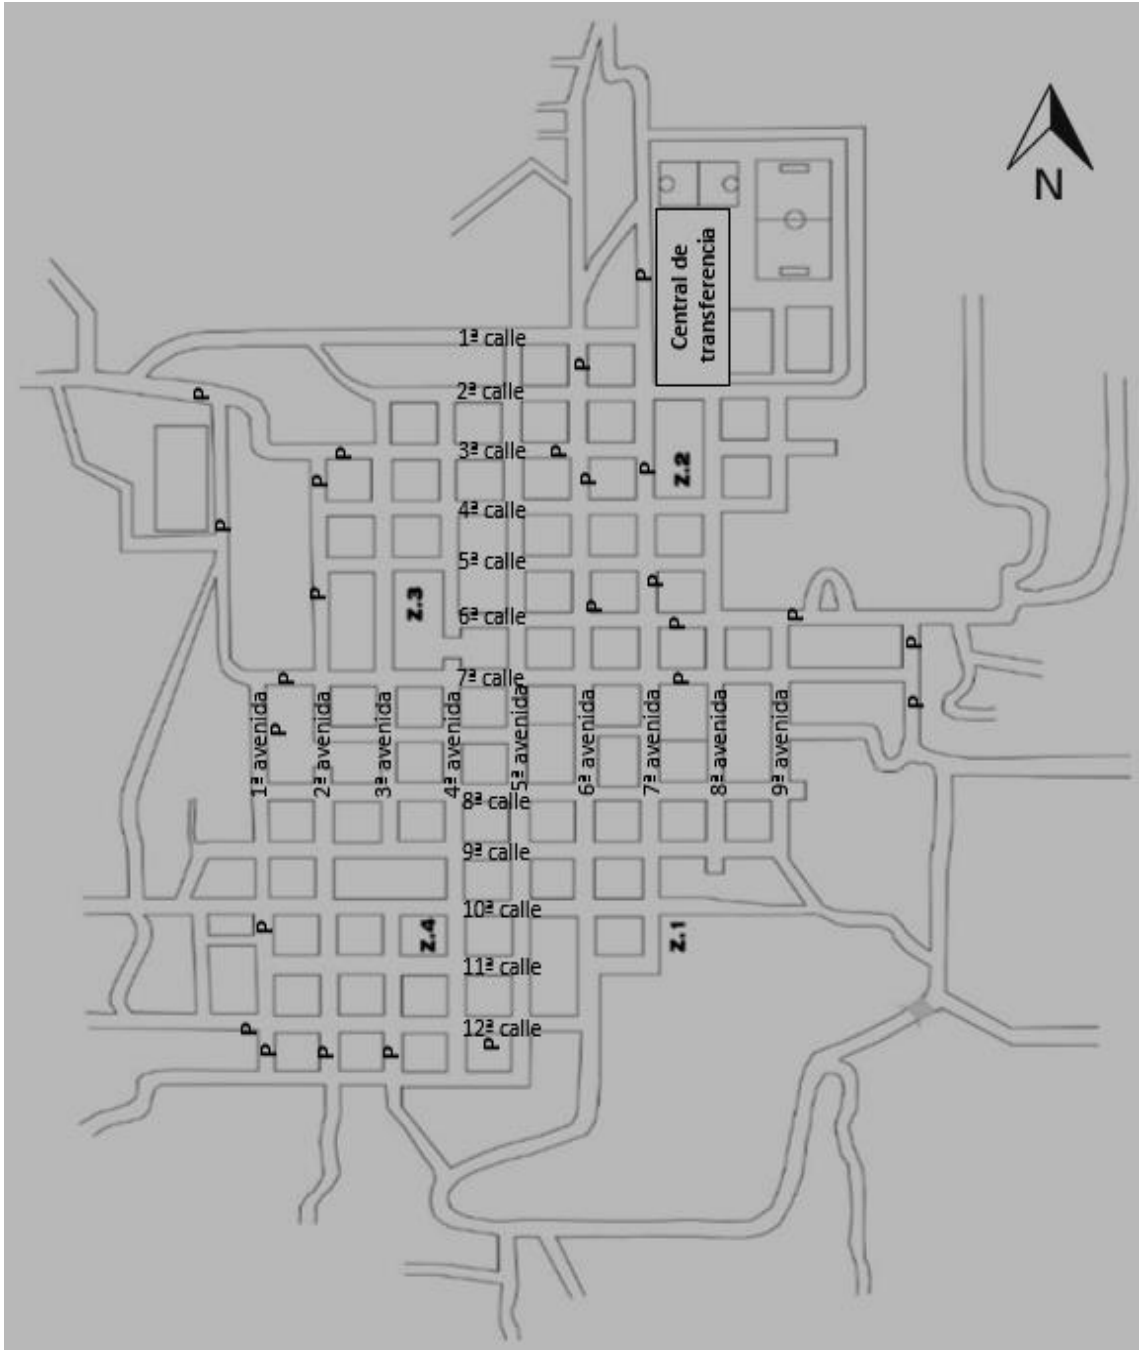 N
Central de
transferencia
P
1ª calle
P
2ª calle
P
3ª calle
P
P
P
P
P
Z.2
4ª calle
P
5ª calle
P
P
Z.3
P
6ª calle
P
P
P
7ª calle
P
P
P
P
1ª avenida
2ª avenida
3ª avenida
4ª avenida
5ª avenida
6ª avenida
7ª avenida
8ª avenida
9ª avenida
8ª calle
9ª calle
10ª calle
P
Z.4
Z.1
11ª calle
12ª calle
P
P
P
P
P